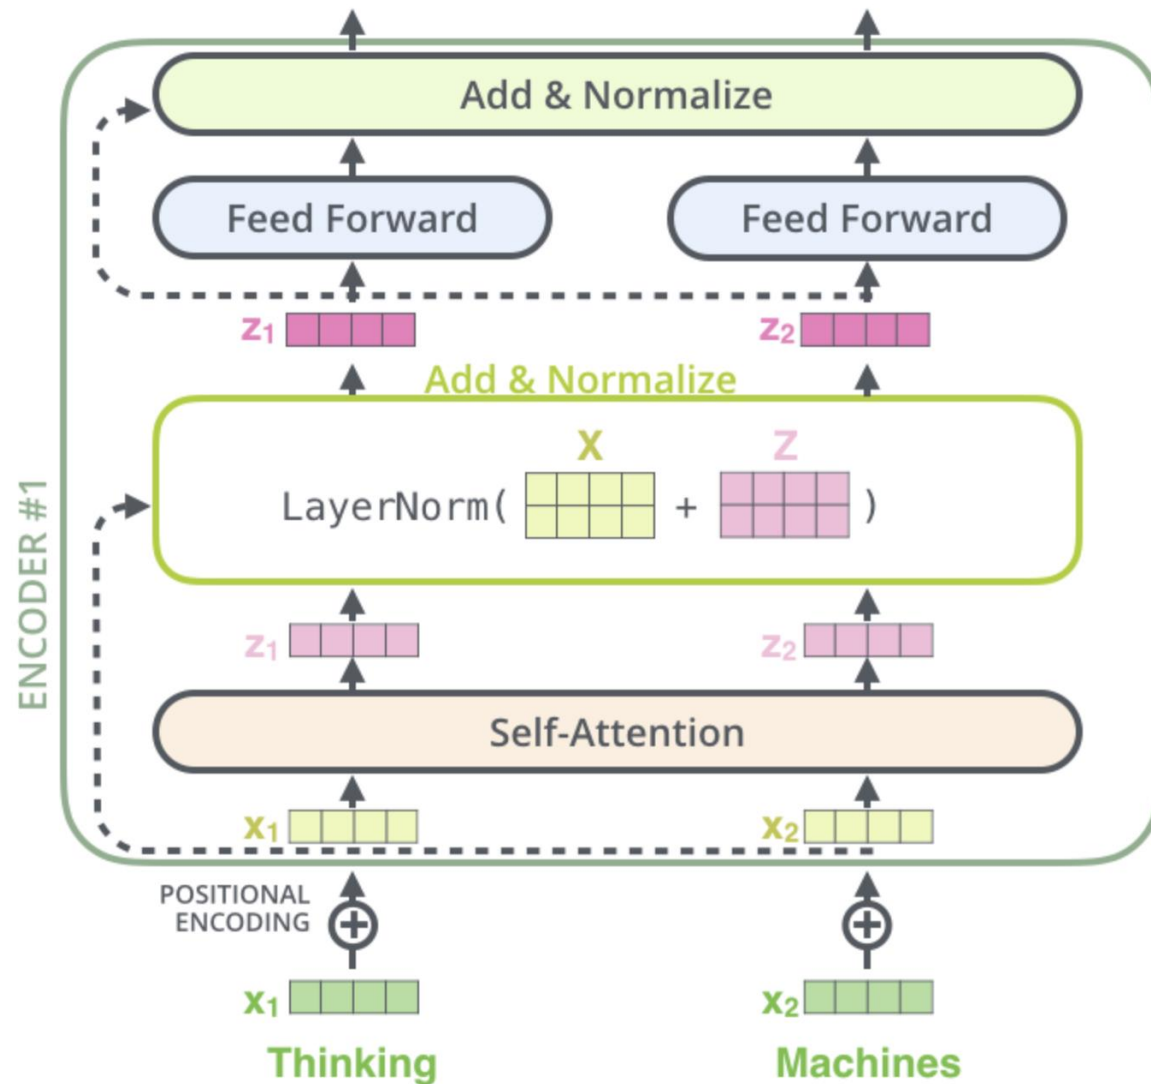 Add & Normalize
Feed Forward
Feed Forward
z1
z2
Add & Normalize
X
Z
LayerNorm(
+
)
ENCODER #1
z1
z2
Self-Attention
x1
x2
POSITIONAL
ENCODING
x1
x2
Thinking
Machines